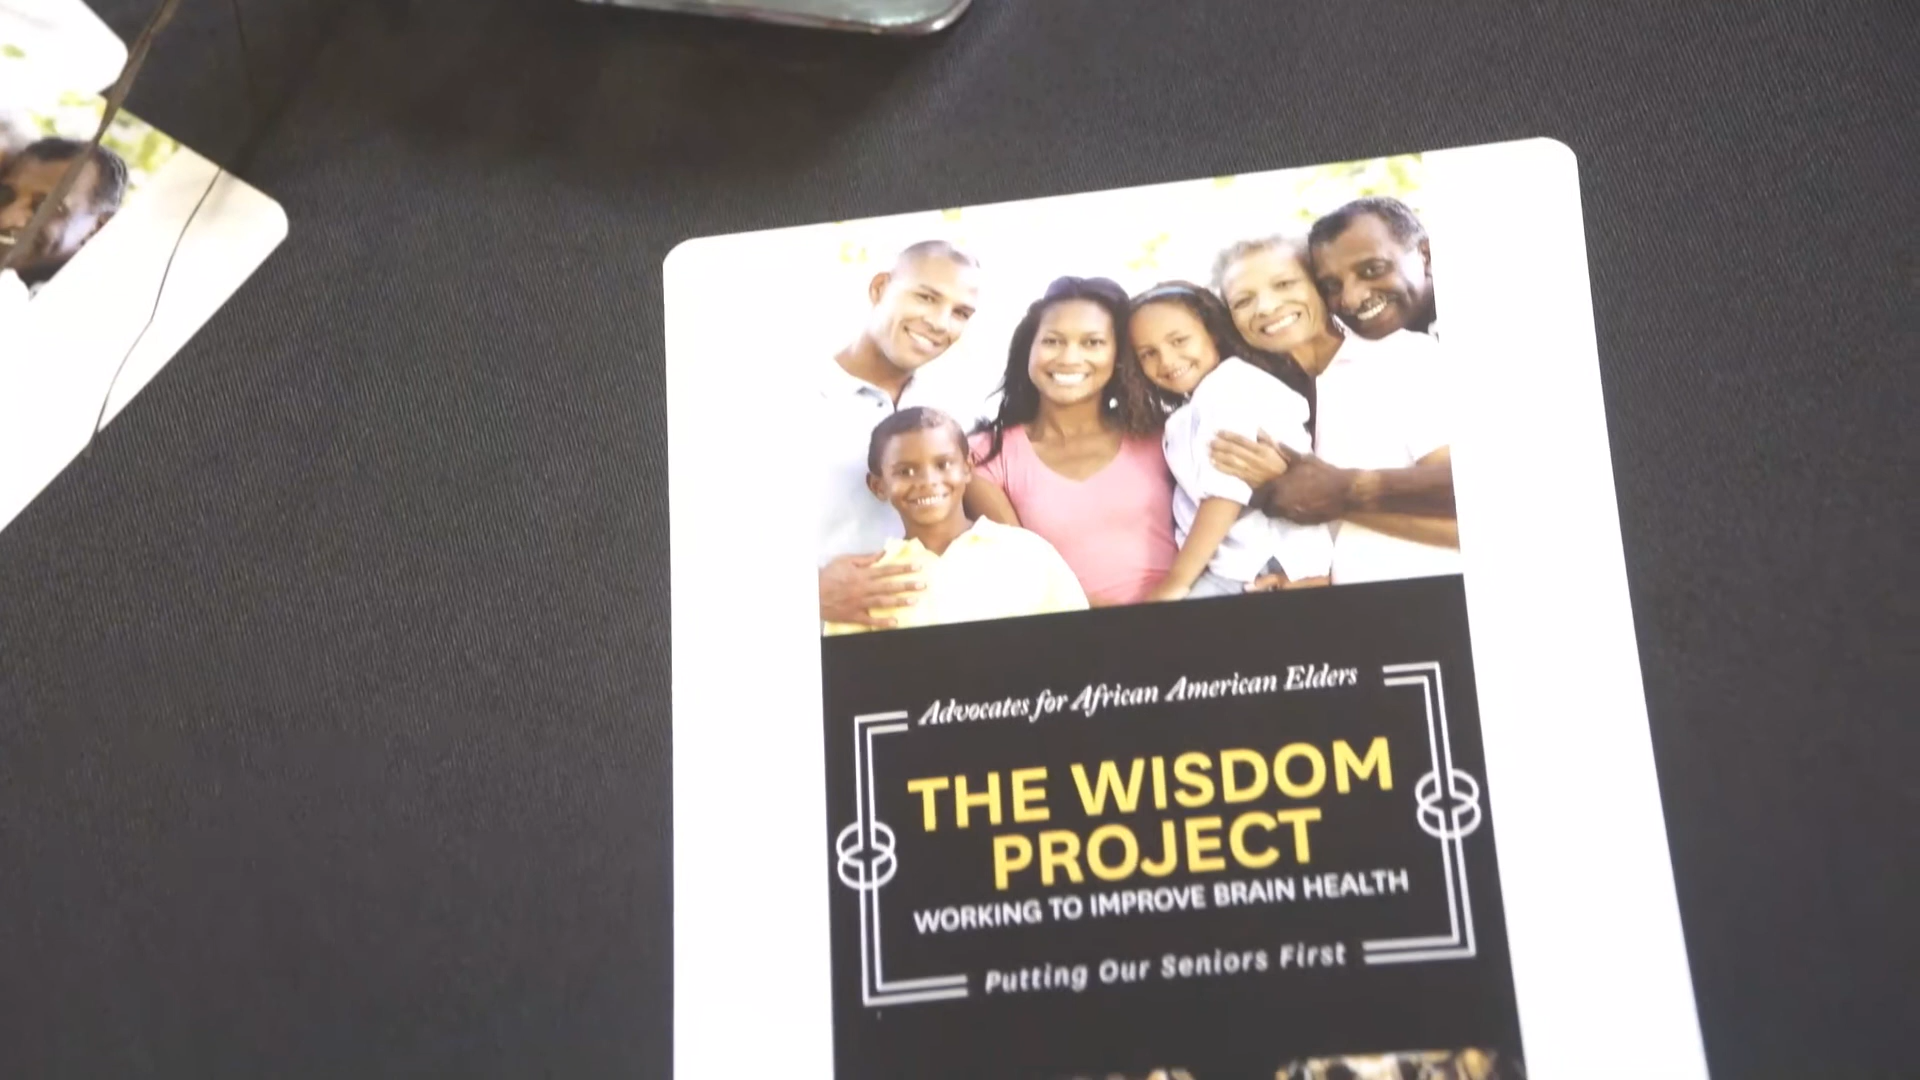 Advocates for African American Elders
THE WISDOM
PROJECT
WORKING TO IMPROVE BRAIN HEALTH
Putting Our Seniors First